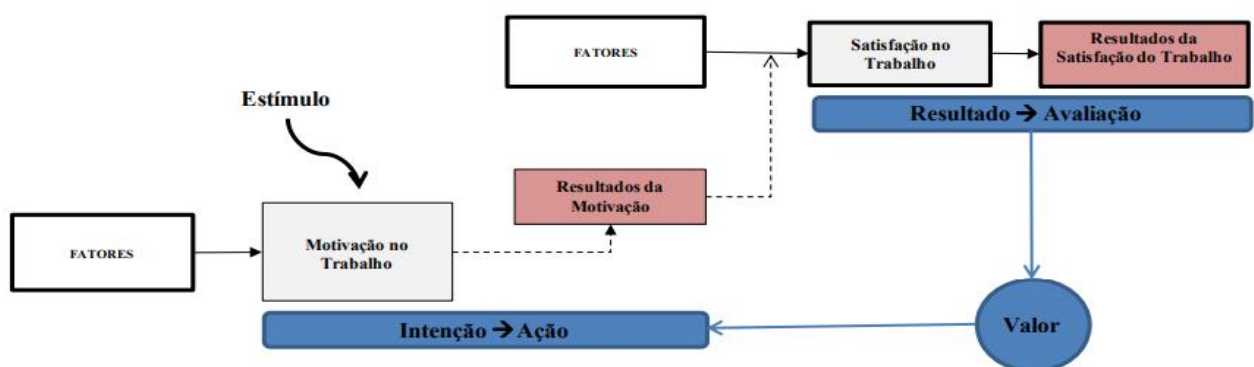 FATORES
Satisfação no
Trabalho
Resultados da
Satisfação do Trabalho
Estímulo
Resultado → Avaliação
Resultados da
Motivação
FATORES
Motivação no
Trabalho
Intenção → Ação
Valor